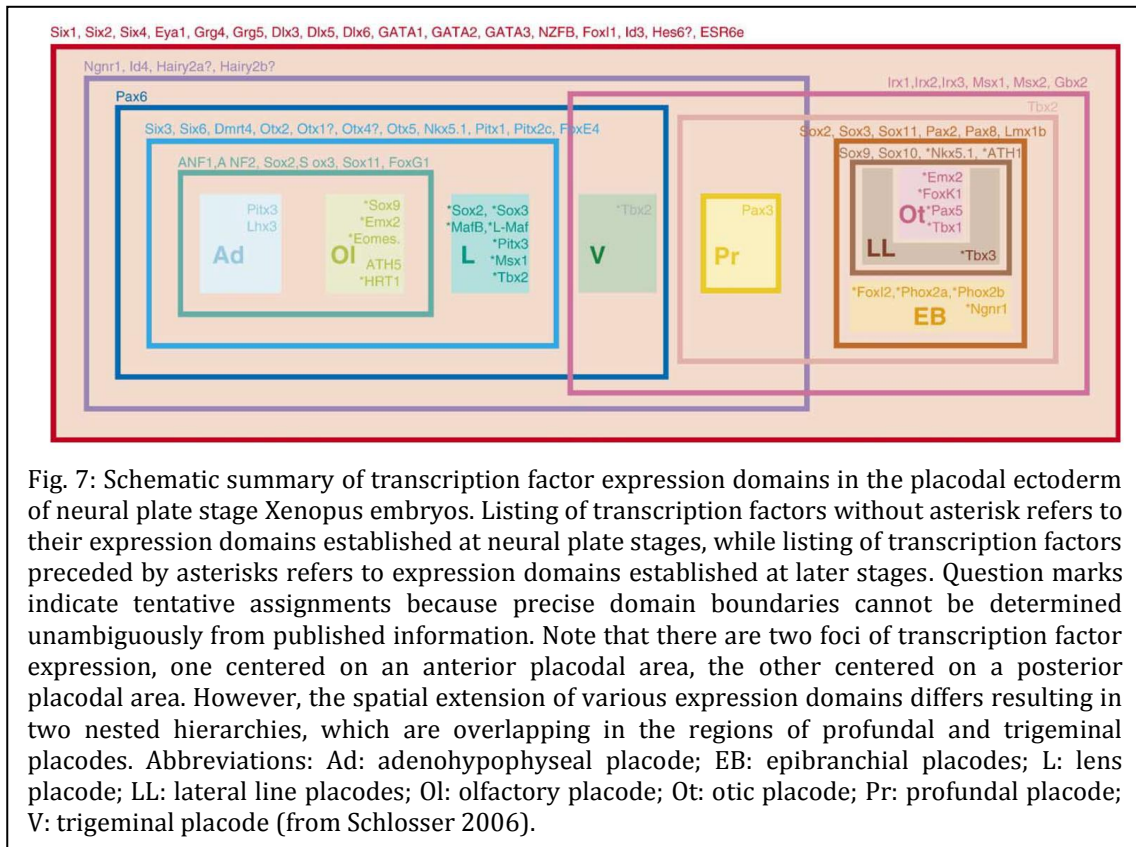 Six1, Six2, Six4, Eya1, Grg4, Grg5, Dlx3, Dlx5, Dlx6, GATA1, GATA2, GATA3, NZFB, FoxI1, Id3, Hes6?, ESR6e
Ngnr1, Id4, Hairy2a?, Hairy2b?
Irx1,Irx2,Irx3, Msx1, Msx2, Gbx2
Pax6
Tbx2
Six3, Six6, Dmrt4, Otx2, Otx1?, Otx4?, Otx5, Nkx5.1, Pitx1, Pitx2c, FoxE4
Sox2, Sox3, Sox11, Pax2, Pax8, Lmx1b
ANF1,A NF2, Sox2,S ox3, Sox11, FoxG1
Sox9, Sox10, *Nkx5.1, *ATH1
Pitx3
Lhx3
Ad
*Sox9
*Emx2
*Eomes.
Ol
ATH5
*HRT1
*Sox2, *Sox3
*MafB,*L-Maf
*Pitx3
L
*Msx1
*Tbx2
*Tbx2
V
Pax3
Pr
*Emx2
*FoxK1
Ot
*Pax5
*Tbx1
LL
*Tbx3
*FoxI2,*Phox2a,*Phox2b
*Ngnr1
EB
Fig. 7: Schematic summary of transcription factor expression domains in the placodal ectoderm
of neural plate stage Xenopus embryos. Listing of transcription factors without asterisk refers to
their expression domains established at neural plate stages, while listing of transcription factors
preceded by asterisks refers to expression domains established at later stages. Question marks
indicate tentative assignments because precise domain boundaries cannot be determined
unambiguously from published information. Note that there are two foci of transcription factor
expression, one centered on an anterior placodal area, the other centered on a posterior
placodal area. However, the spatial extension of various expression domains differs resulting in
two nested hierarchies, which are overlapping in the regions of profundal and trigeminal
placodes. Abbreviations: Ad: adenohypophyseal placode; EB: epibranchial placodes; L: lens
placode; LL: lateral line placodes; Ol: olfactory placode; Ot: otic placode; Pr: profundal placode;
V: trigeminal placode (from Schlosser 2006).